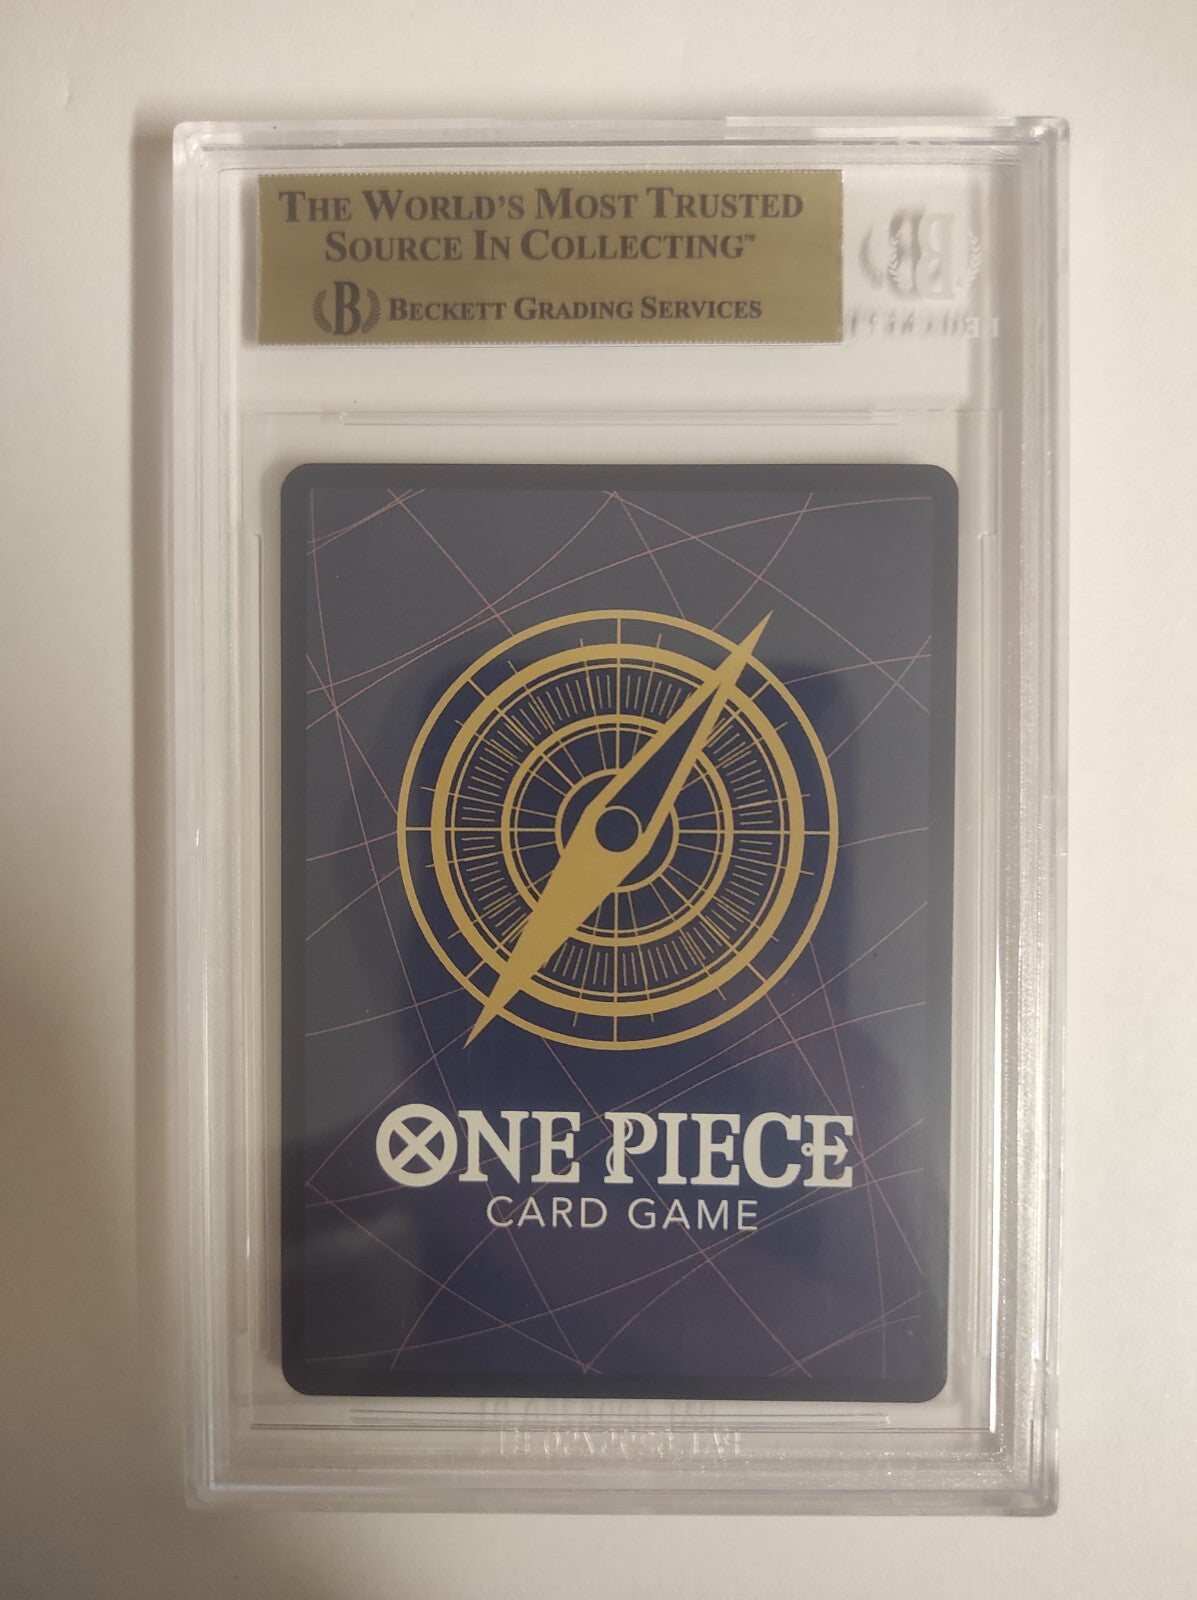 THE WORLD'S MOST TRUSTED
SOURCE IN COLLECTING™
B BECKETT GRADING SERVICES
ONE PIECE
CARD GAME